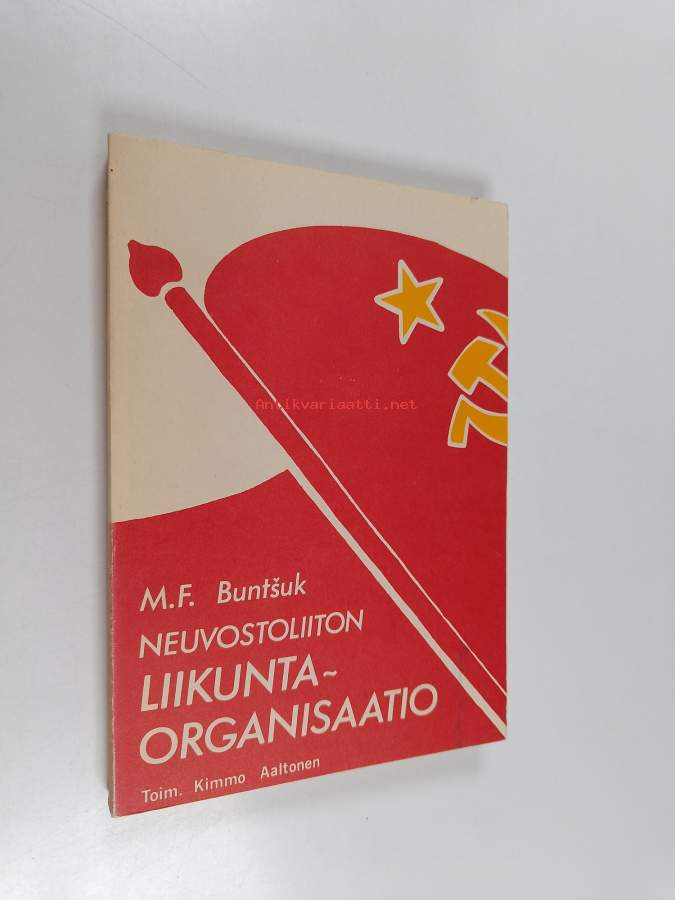 Antikvariaatti.net
M.F. Buntšuk
NEUVOSTOLIITON
LIIKUNTA~
ORGANISAATIO
Toim. Kimmo Aaltonen